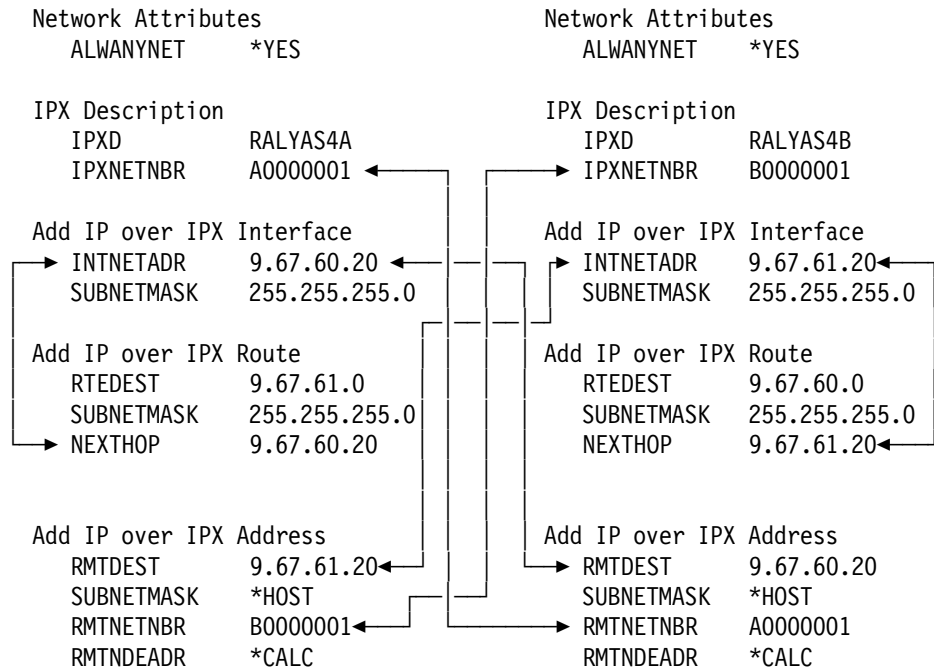 Network Attributes Network Attributes
ALWANYNET *YES ALWANYNET *YES
IPX Description IPX Description
IPXD RALYAS4A IPXD RALYAS4B
IPXNETNBR A0000001 IPXNETNBR B0000001
Add IP over IPX Interface Add IP over IPX Interface
INTNETADR 9.67.60.20 INTNETADR 9.67.61.20
SUBNETMASK 255.255.255.0 SUBNETMASK 255.255.255.0
Add IP over IPX Route Add IP over IPX Route
RTEDEST 9.67.61.0 RTEDEST 9.67.60.0
SUBNETMASK 255.255.255.0 SUBNETMASK 255.255.255.0
NEXTHOP 9.67.60.20 NEXTHOP 9.67.61.20
Add IP over IPX Address Add IP over IPX Address
RMTDEST 9.67.61.20 RMTDEST 9.67.60.20
SUBNETMASK *HOST SUBNETMASK *HOST
RMTNETNBR B0000001 RMTNETNBR A0000001
RMTNDEADR *CALC RMTNDEADR *CALC